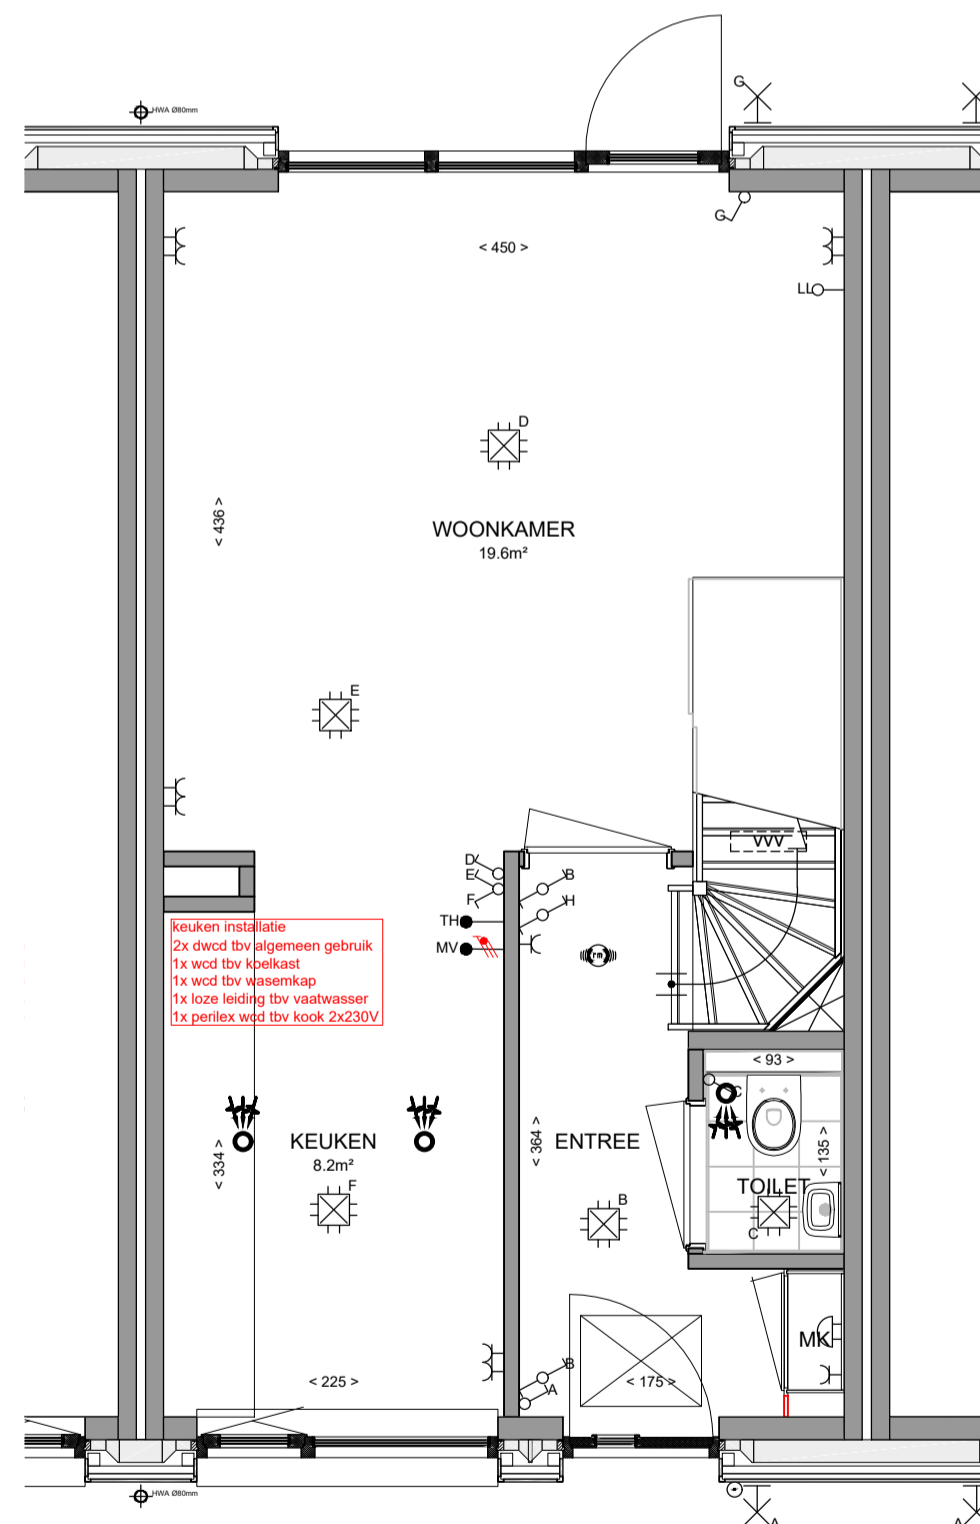 G
HWA Ø80mm
G
< 450 >
LL
D
< 436 >
WOONKAMER
19.6m²
E
VVV
D
E
F
B
H
TH
MV
keuken installatie
2x dwcd tbv algemeen gebruik
1x wcd tbv koelkast
1x wcd tbv wasemkap
1x loze leiding tbv vaatwasser
1x perilex wcd tbv kook 2x230V
rm
< 93 >
C
< 334 >
KEUKEN
8.2m²
< 364 >
ENTREE
< 135 >
TOILET
F
B
C
MK
< 225 >
B
A
< 175 >
HWA Ø80mm
A
A